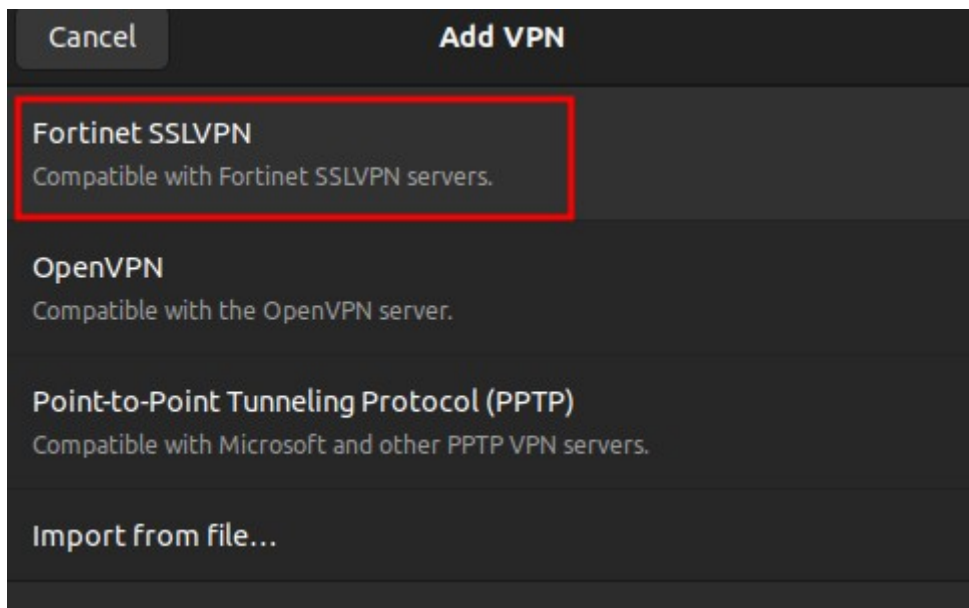 Cancel
Add VPN
Fortinet SSLVPN
Compatible with Fortinet SSLVPN servers.
OpenVPN
Compatible with the OpenVPN server.
Point-to-Point Tunneling Protocol (PPTP)
Compatible with Microsoft and other PPTP VPN servers.
Import from file…